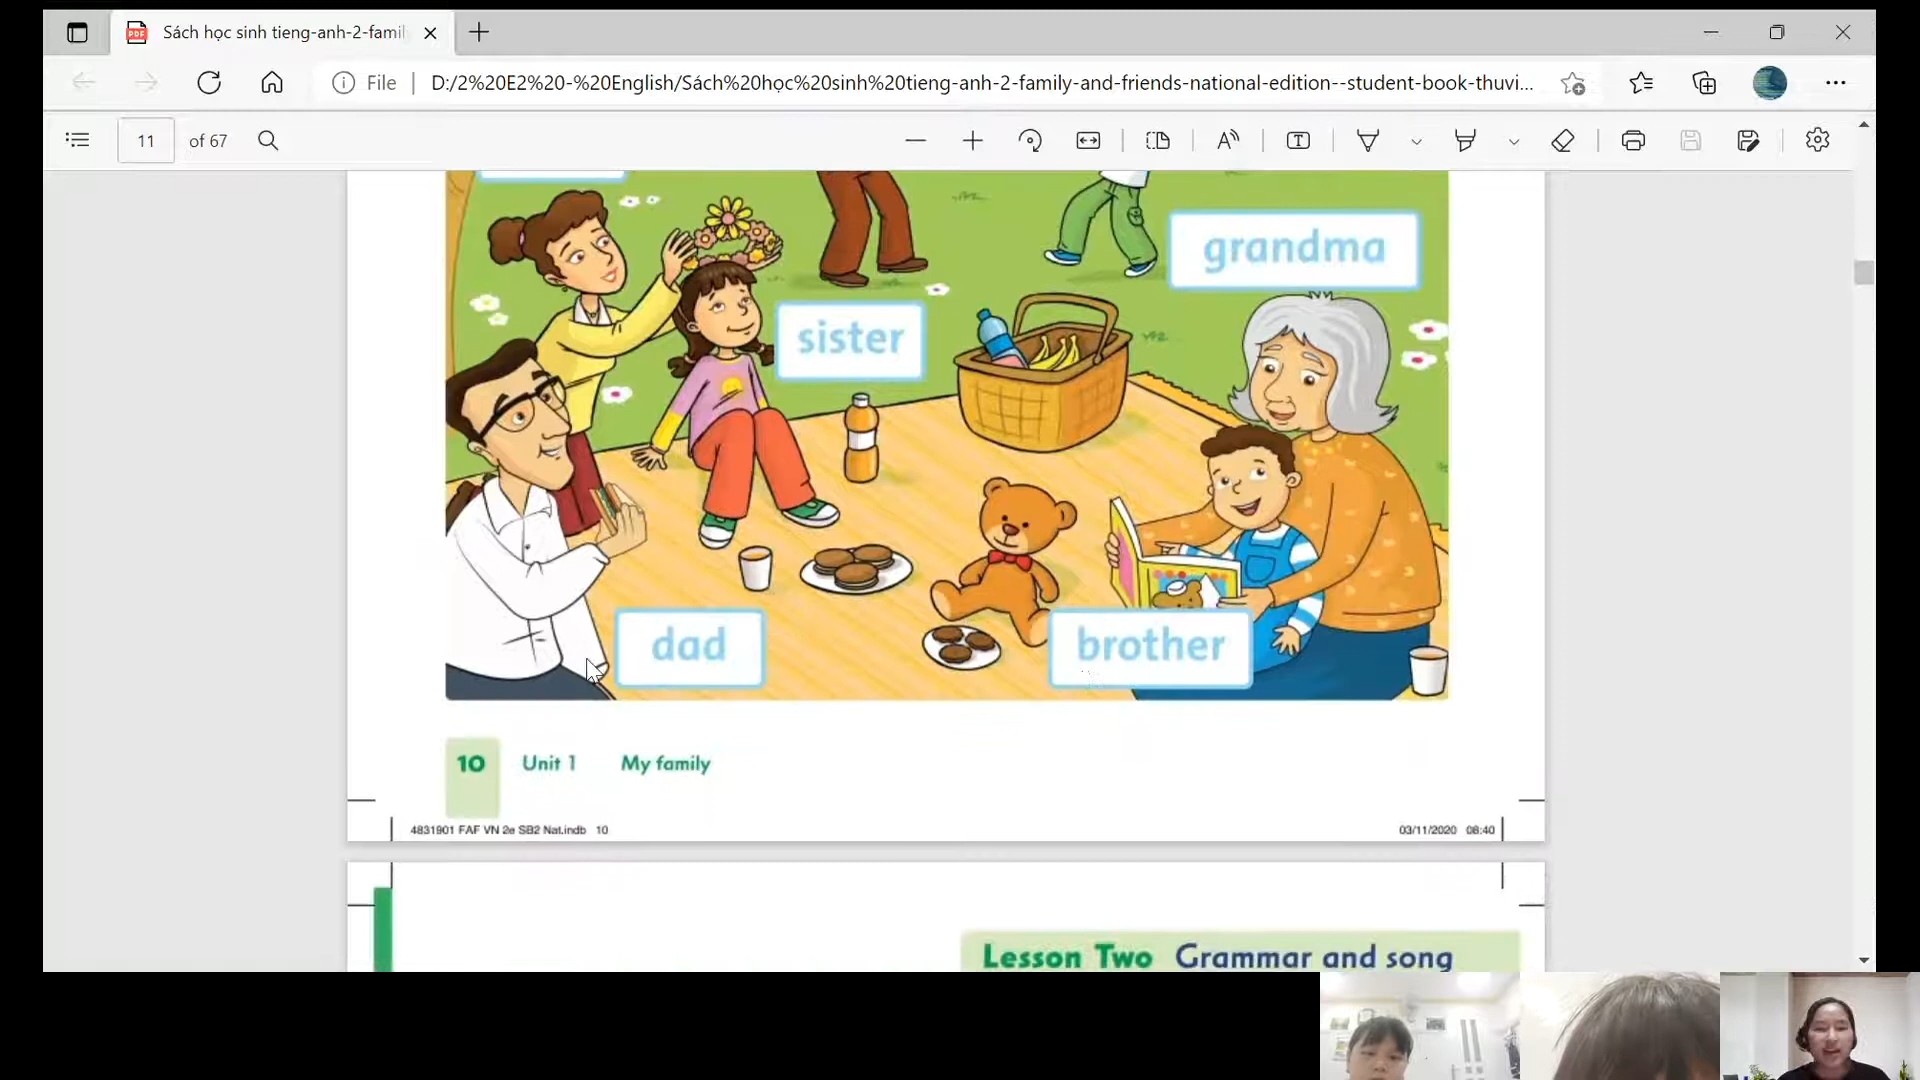 Sách học sinh tieng-anh-2-famil
File
D:/2%20E2%20-%20English/Sách%20học%20sinh%20tieng-anh-2-family-and-friends-national-edition--student-book-thuvi...
11 of 67
grandma
sister
dad
brother
10 Unit 1 My family
4831901 FAF VN 2e SB2 Nat.indb 10
03/11/2020 08:40
Lesson Two Grammar and song